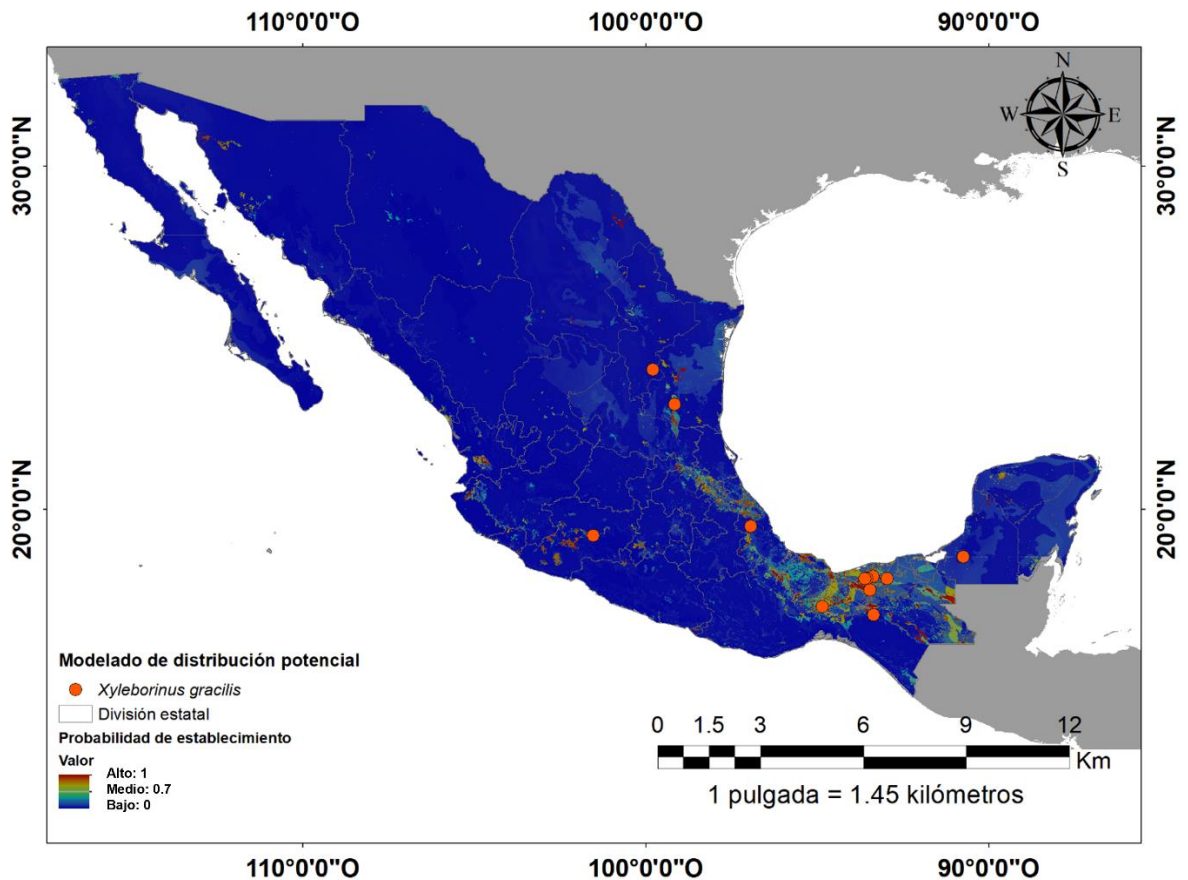 110°0'0"O 100°0'0"O 90°0'0"O
N
W E
S
30°0'0"N 30°0'0"N
20°0'0"N 20°0'0"N
Modelado de distribución potencial
Xyleborinus gracilis
División estatal
Probabilidad de establecimiento
Valor
Alto: 1
Medio: 0.7
Bajo: 0
0 1.5 3 6 9 12
Km
1 pulgada = 1.45 kilómetros
110°0'0"O 100°0'0"O 90°0'0"O